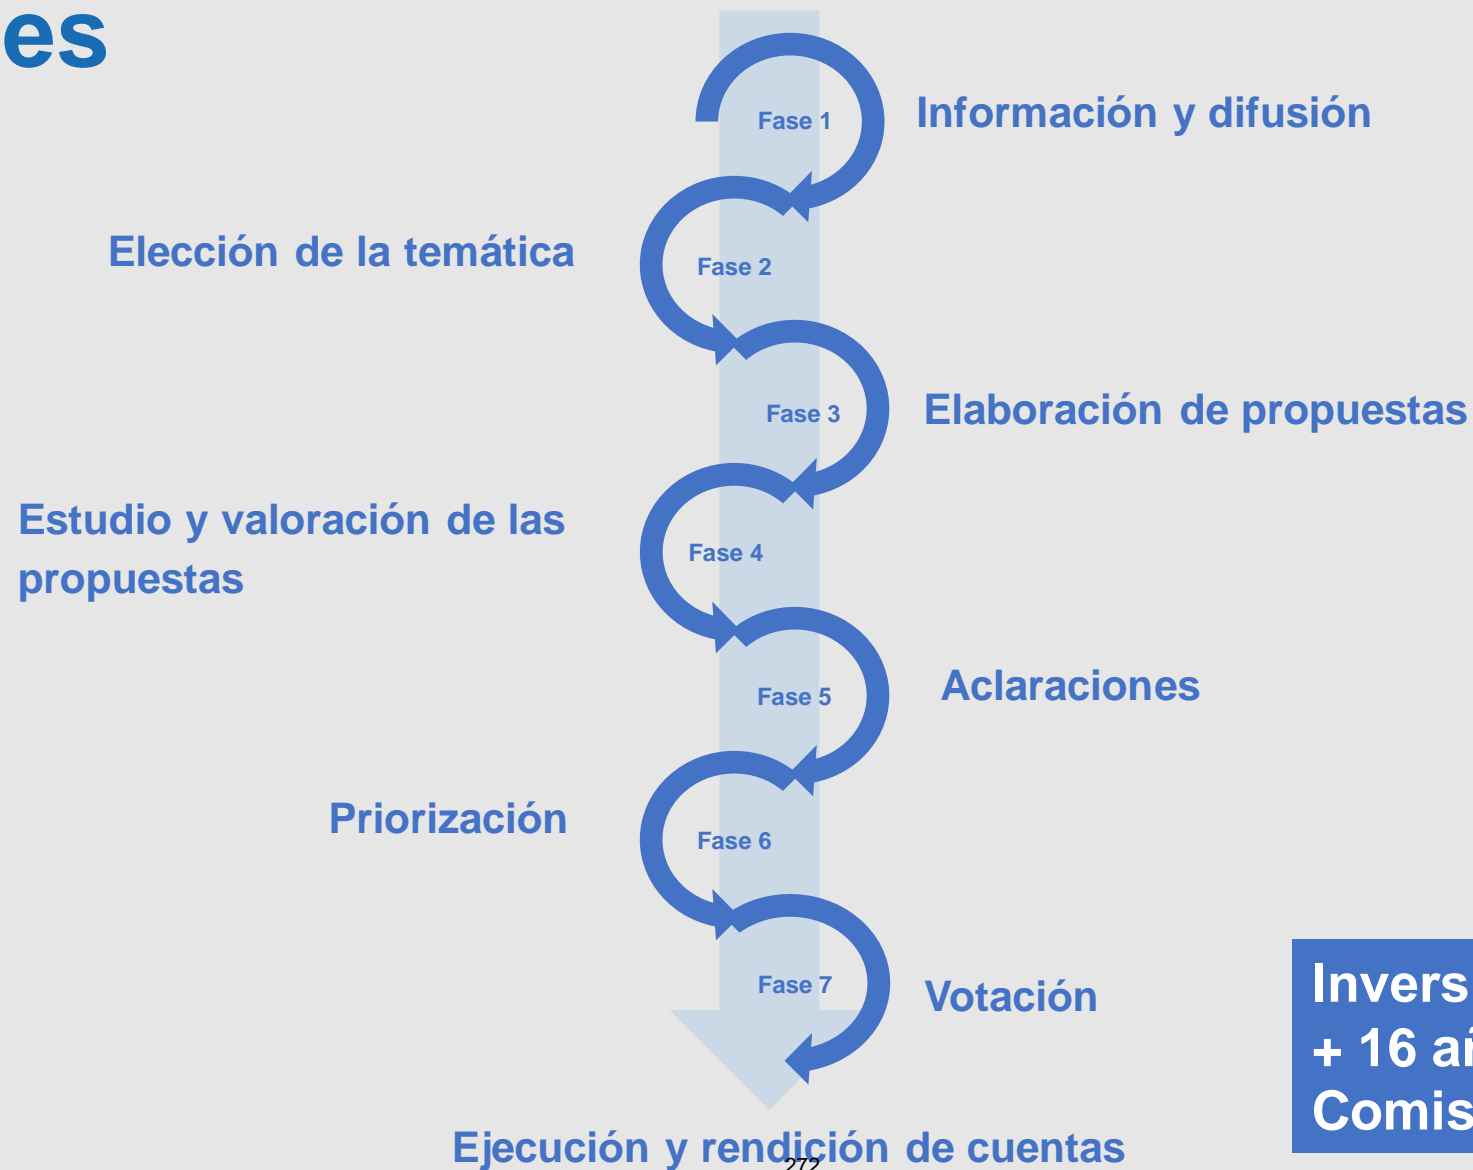 es
Fase 1
Información y difusión
Elección de la temática
Fase 2
Fase 3
Elaboración de propuestas
Estudio y valoración de las
propuestas
Fase 4
Fase 5
Aclaraciones
Priorización
Fase 6
Fase 7
Votación
Invers
+ 16 añ
Comis
Ejecución y rendición de cuentas
272